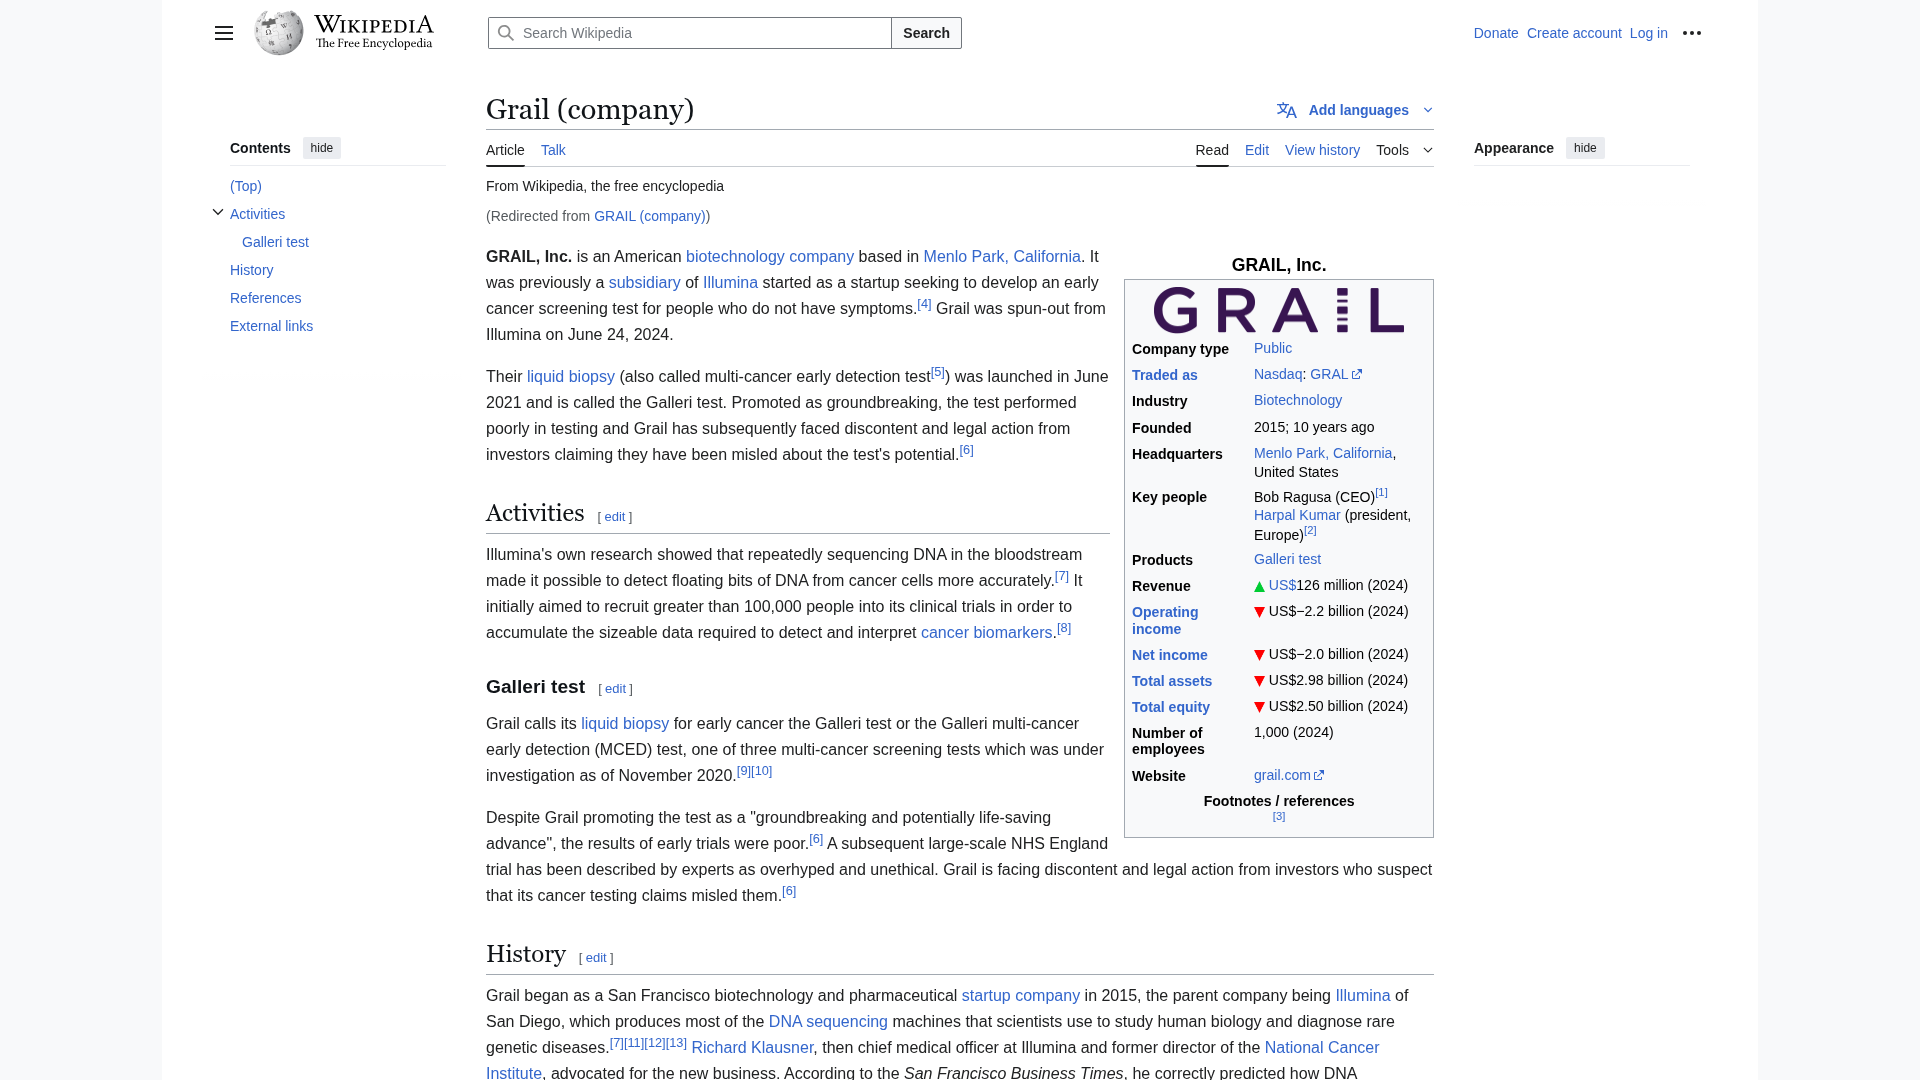 WIKIPEDIA
The Free Encyclopedia
Search Wikipedia
Search
Donate Create account Log in
Contents hide
(Top)
Activities
Galleri test
History
References
External links
Grail (company)
Add languages
Article Talk
Read Edit View history Tools
From Wikipedia, the free encyclopedia
(Redirected from GRAIL (company))
GRAIL, Inc. is an American biotechnology company based in Menlo Park, California. It
was previously a subsidiary of Illumina started as a startup seeking to develop an early
cancer screening test for people who do not have symptoms.[4] Grail was spun-out from
Illumina on June 24, 2024.
Their liquid biopsy (also called multi-cancer early detection test[5]) was launched in June
2021 and is called the Galleri test. Promoted as groundbreaking, the test performed
poorly in testing and Grail has subsequently faced discontent and legal action from
investors claiming they have been misled about the test's potential.[6]
Activities [ edit ]
Illumina's own research showed that repeatedly sequencing DNA in the bloodstream
made it possible to detect floating bits of DNA from cancer cells more accurately.[7] It
initially aimed to recruit greater than 100,000 people into its clinical trials in order to
accumulate the sizeable data required to detect and interpret cancer biomarkers.[8]
Galleri test [ edit ]
Grail calls its liquid biopsy for early cancer the Galleri test or the Galleri multi-cancer
early detection (MCED) test, one of three multi-cancer screening tests which was under
investigation as of November 2020.[9][10]
Despite Grail promoting the test as a "groundbreaking and potentially life-saving
advance", the results of early trials were poor.[6] A subsequent large-scale NHS England
trial has been described by experts as overhyped and unethical. Grail is facing discontent and legal action from investors who suspect
that its cancer testing claims misled them.[6]
History [ edit ]
Grail began as a San Francisco biotechnology and pharmaceutical startup company in 2015, the parent company being Illumina of
San Diego, which produces most of the DNA sequencing machines that scientists use to study human biology and diagnose rare
genetic diseases.[7][11][12][13] Richard Klausner, then chief medical officer at Illumina and former director of the National Cancer
Institute, advocated for the new business. According to the San Francisco Business Times, he correctly predicted how DNA
GRAIL, Inc.
GRAIL
Company type Public
Traded as Nasdaq: GRAL
Industry Biotechnology
Founded 2015; 10 years ago
Headquarters Menlo Park, California,
United States
Key people Bob Ragusa (CEO)[1]
Harpal Kumar (president,
Europe)[2]
Products Galleri test
Revenue ▲ US$126 million (2024)
Operating ▼ US$−2.2 billion (2024)
income
Net income ▼ US$−2.0 billion (2024)
Total assets ▼ US$2.98 billion (2024)
Total equity ▼ US$2.50 billion (2024)
Number of 1,000 (2024)
employees
Website grail.com
Footnotes / references
[3]
Appearance hide